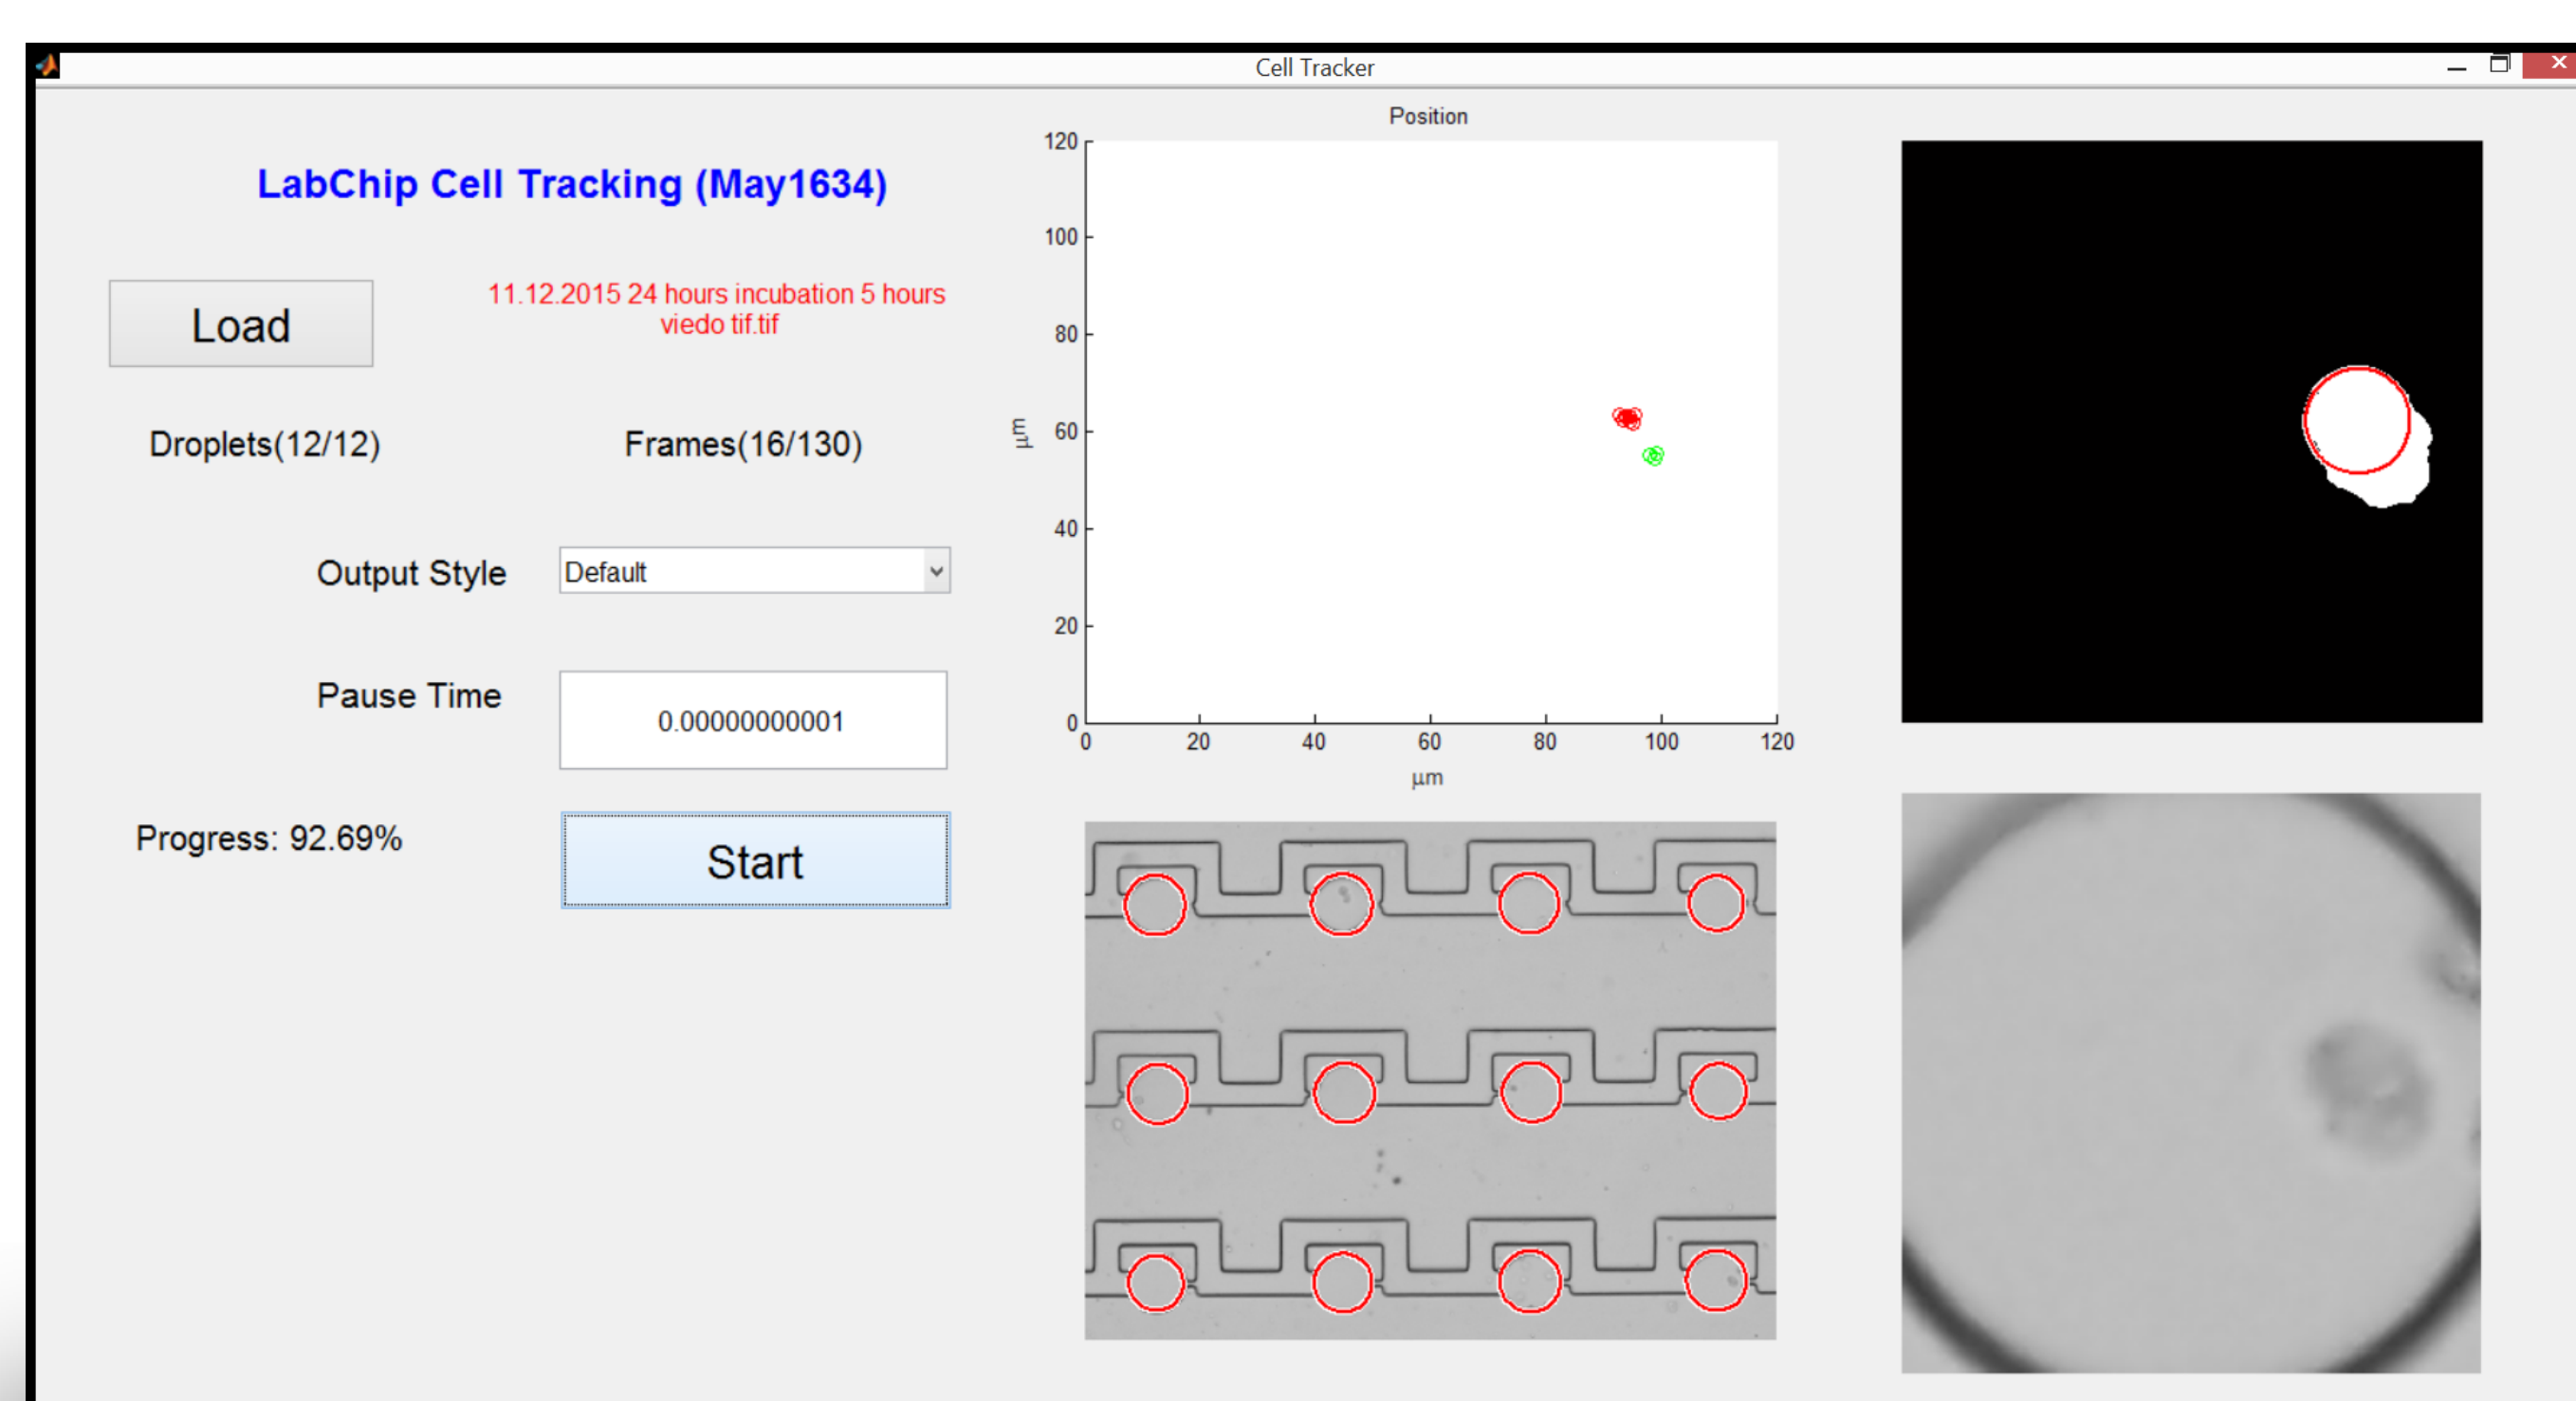 Cell Tracker
LabChip Cell Tracking (May1634)
Load
11.12.2015 24 hours incubation 5 hours
viedo tif.tif
Droplets(12/12)
Frames(16/130)
Output Style
Default
Pause Time
0.00000000001
Progress: 92.69%
Start
Position
120
100
80
60
40
20
0
µm
0 20 40 60 80 100 120
µm